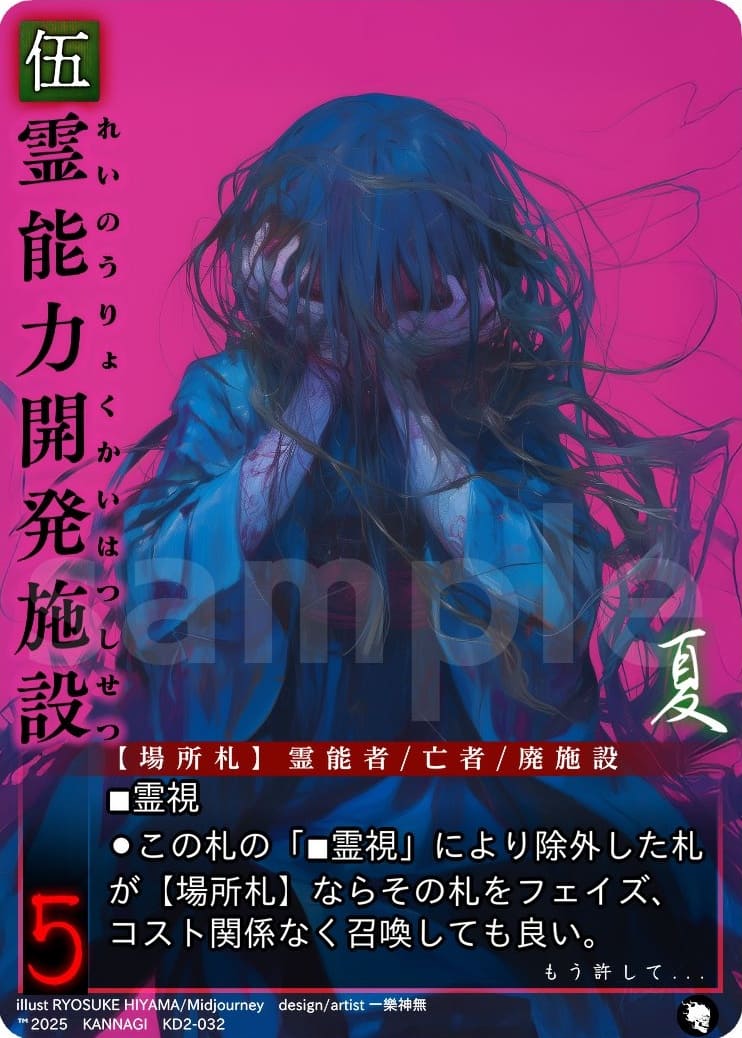 伍
霊能力開発施設
れいのうりょくかいはつしせつ
sample
夏
【場所札】霊能者/亡者/廃施設
■霊視
●この札の「■霊視」により除外した札
が【場所札】ならその札をフェイズ、
コスト関係なく召喚しても良い。
もう許して...
5
illust RYOSUKE HIYAMA/Midjourney design/artist 一樂神無
™2025 KANNAGI KD2-032